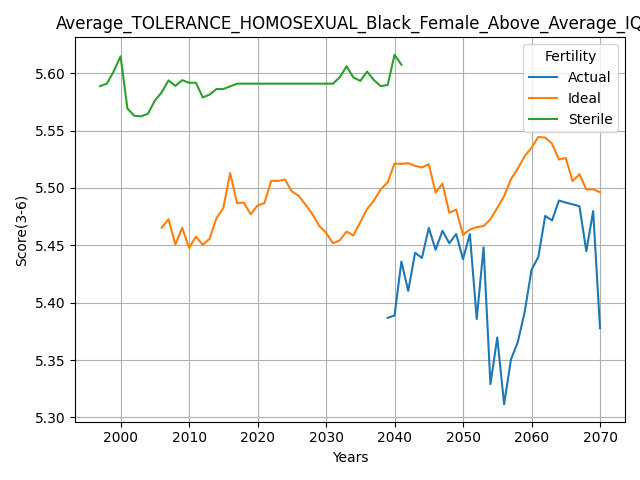 Average_TOLERANCE_HOMOSEXUAL_Black_Female_Above_Average_IQ
Fertility
Actual
Ideal
Sterile
Score(3-6)
5.60
5.55
5.50
5.45
5.40
5.35
5.30
2000
2010
2020
2030
2040
2050
2060
2070
Years